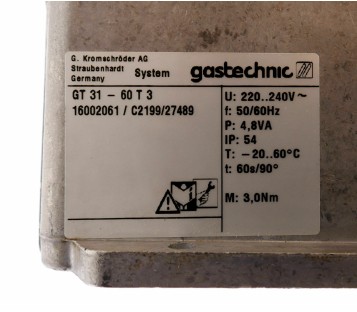 G. Kromschröder AG
Straubenhardt
Germany
System gastechnic
GT 31 – 60 T 3
16002061 / C2199/27489
U: 220..240V~
f: 50/60Hz
P: 4,8VA
IP: 54
T: –20..60°C
t: 60s/90°
M: 3,0Nm